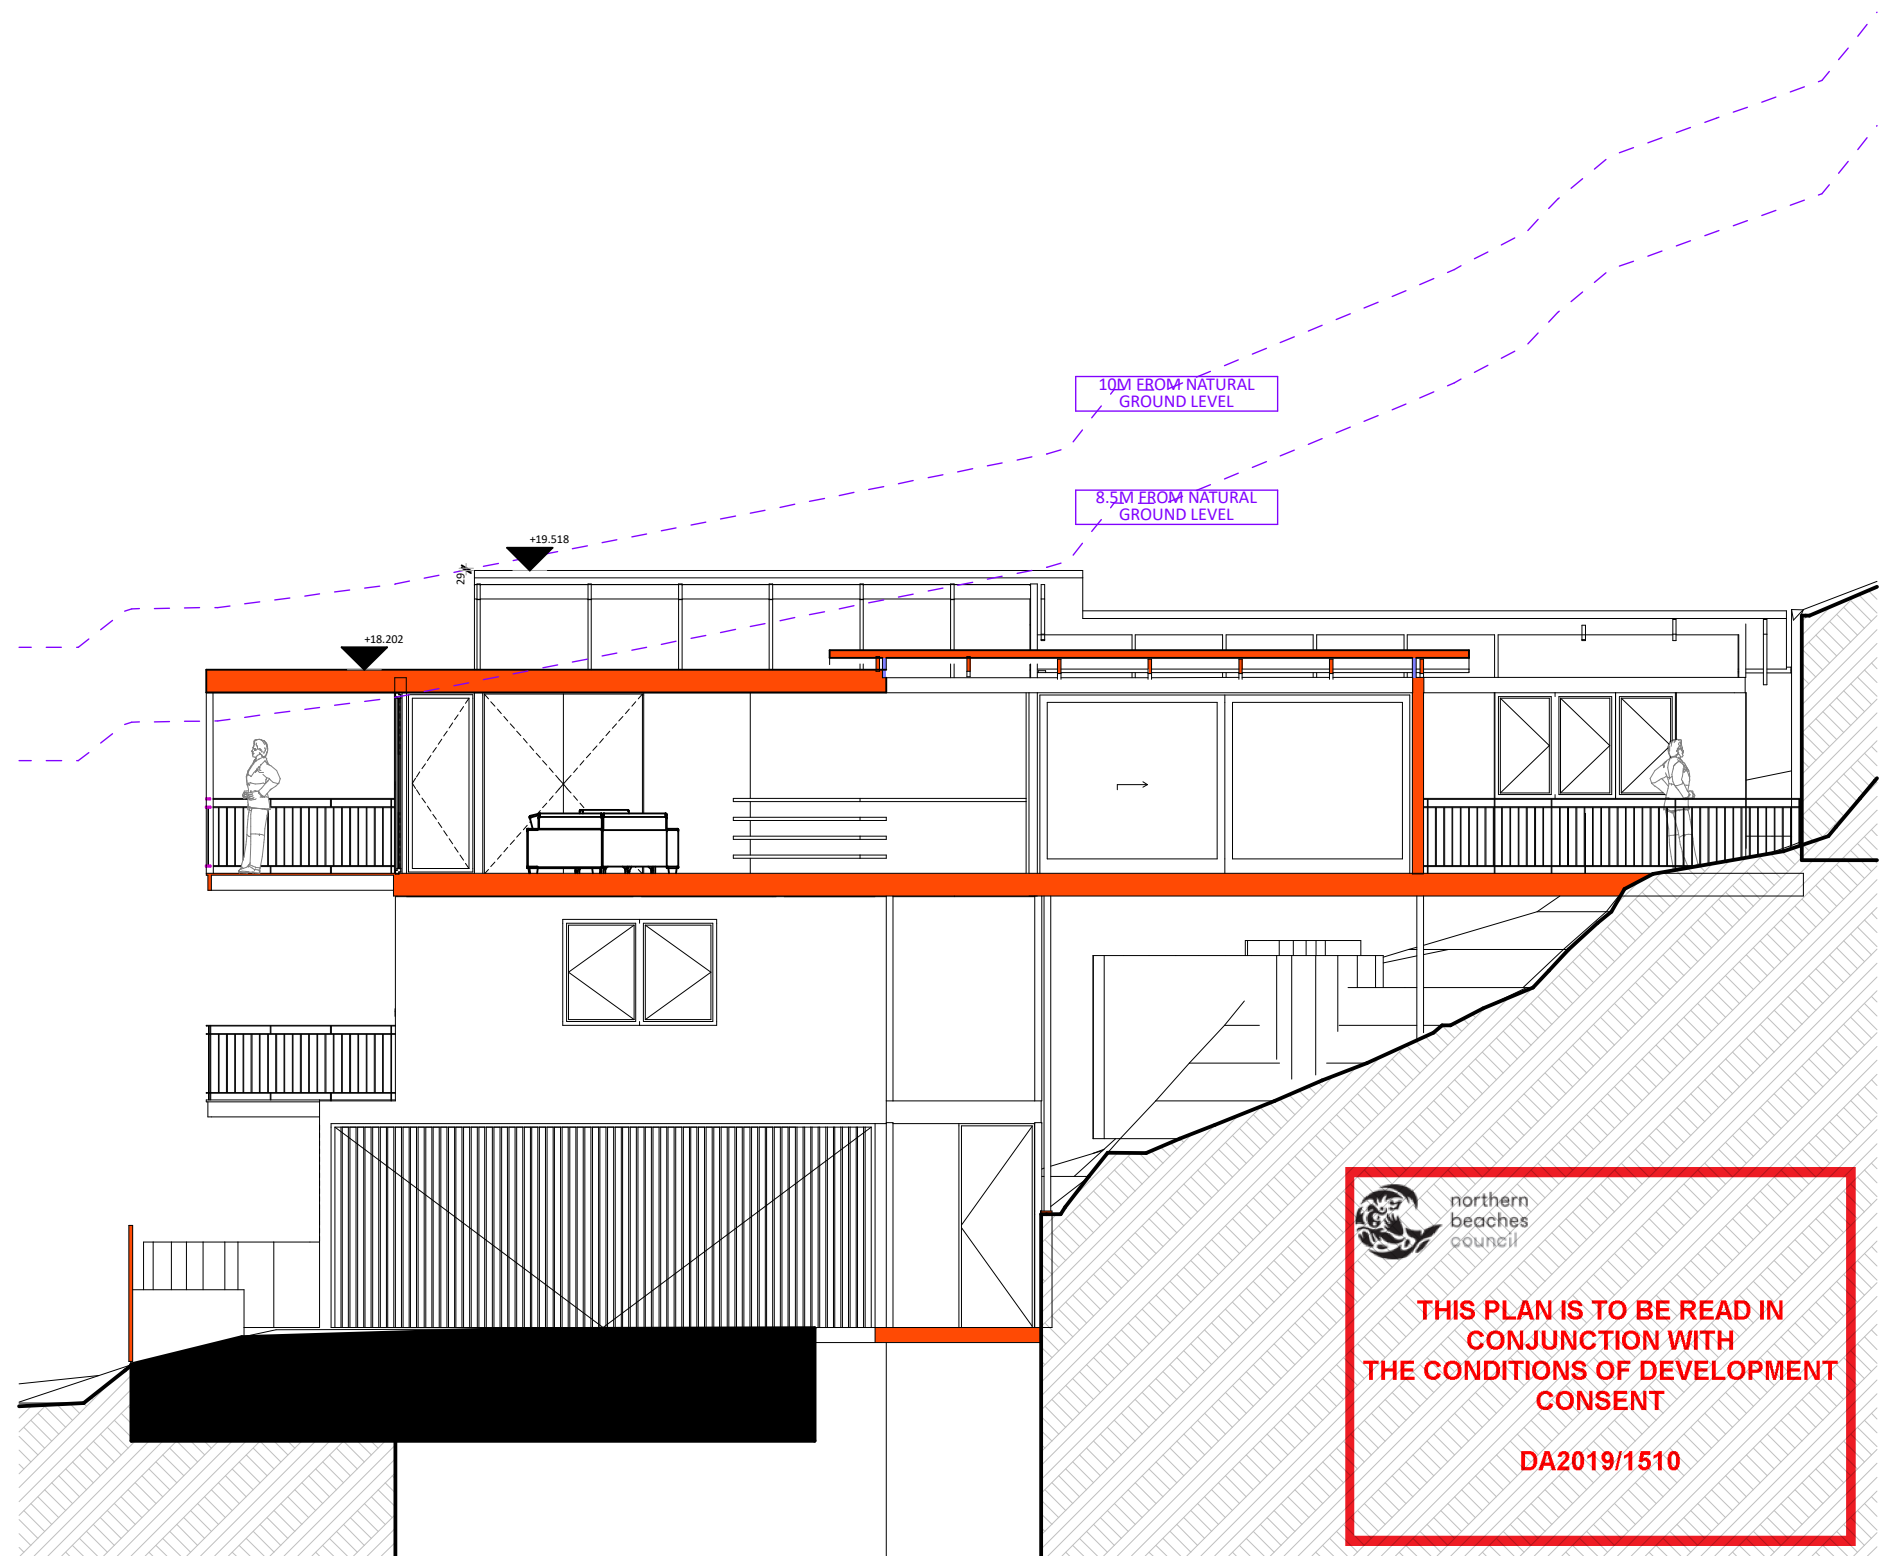 10M FROM NATURAL
GROUND LEVEL
8.5M FROM NATURAL
GROUND LEVEL
+19.518
29
+18.202
northern
beaches
council
THIS PLAN IS TO BE READ IN
CONJUNCTION WITH
THE CONDITIONS OF DEVELOPMENT
CONSENT
DA2019/1510